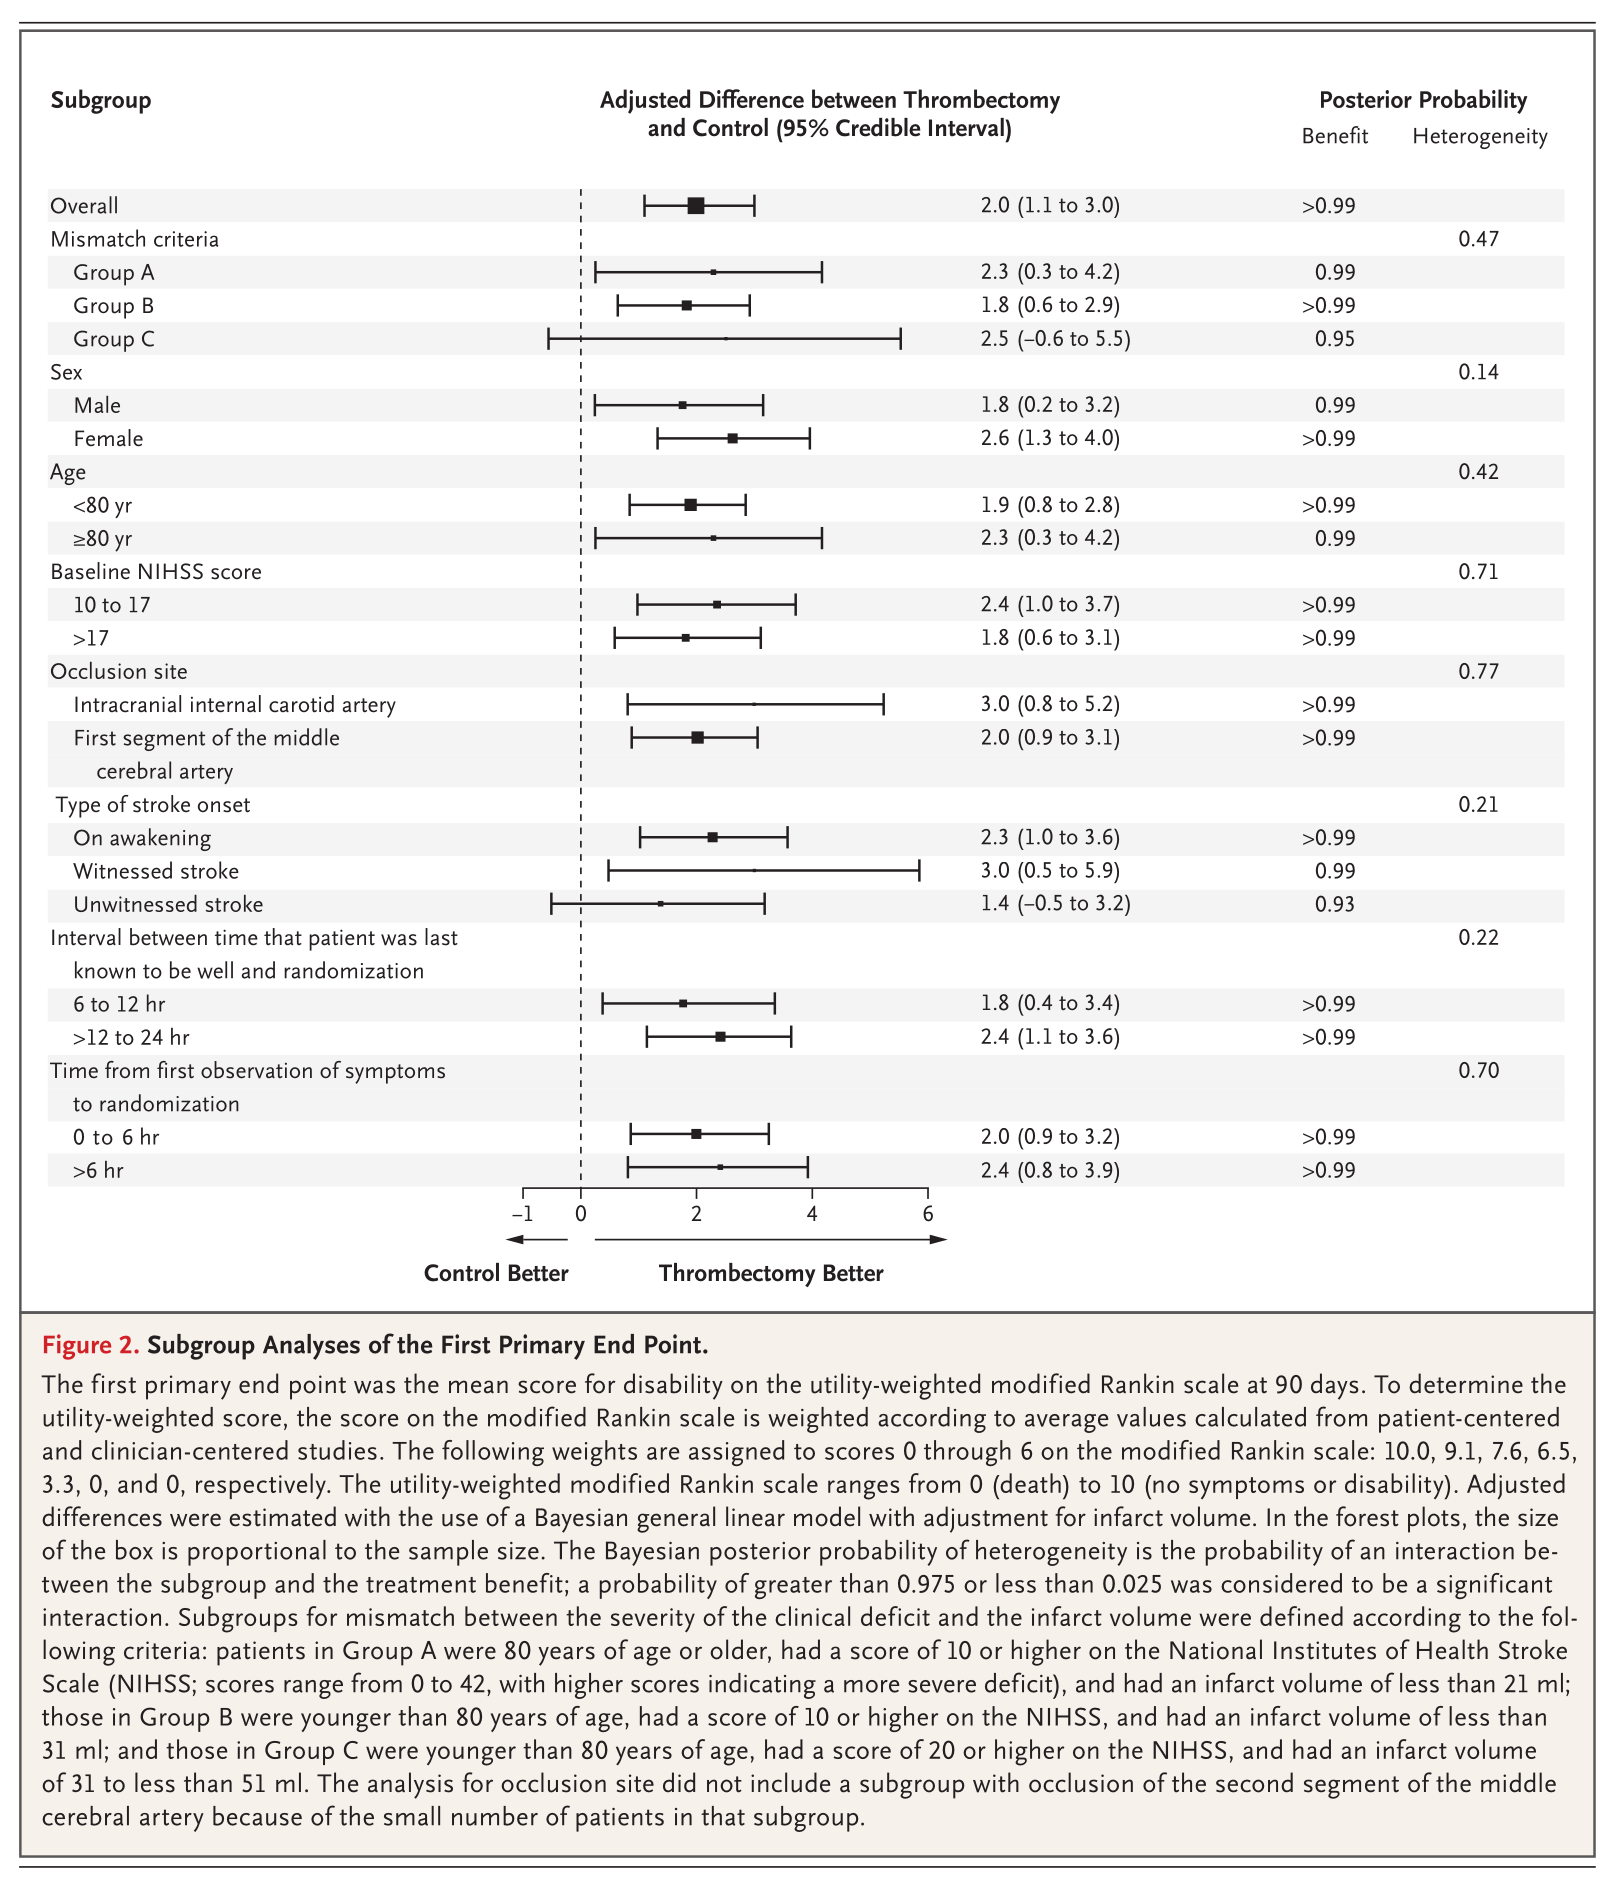 Subgroup
Adjusted Difference between Thrombectomy
and Control (95% Credible Interval)
Posterior Probability
Benefit Heterogeneity
Overall 2.0 (1.1 to 3.0) >0.99
Mismatch criteria 0.47
Group A 2.3 (0.3 to 4.2) 0.99
Group B 1.8 (0.6 to 2.9) >0.99
Group C 2.5 (–0.6 to 5.5) 0.95
Sex 0.14
Male 1.8 (0.2 to 3.2) 0.99
Female 2.6 (1.3 to 4.0) >0.99
Age 0.42
<80 yr 1.9 (0.8 to 2.8) >0.99
≥80 yr 2.3 (0.3 to 4.2) 0.99
Baseline NIHSS score 0.71
10 to 17 2.4 (1.0 to 3.7) >0.99
>17 1.8 (0.6 to 3.1) >0.99
Occlusion site 0.77
Intracranial internal carotid artery 3.0 (0.8 to 5.2) >0.99
First segment of the middle 2.0 (0.9 to 3.1) >0.99
cerebral artery
Type of stroke onset 0.21
On awakening 2.3 (1.0 to 3.6) >0.99
Witnessed stroke 3.0 (0.5 to 5.9) 0.99
Unwitnessed stroke 1.4 (–0.5 to 3.2) 0.93
Interval between time that patient was last 0.22
known to be well and randomization
6 to 12 hr 1.8 (0.4 to 3.4) >0.99
>12 to 24 hr 2.4 (1.1 to 3.6) >0.99
Time from first observation of symptoms 0.70
to randomization
0 to 6 hr 2.0 (0.9 to 3.2) >0.99
>6 hr 2.4 (0.8 to 3.9) >0.99
–1 0 2 4 6
Control Better Thrombectomy Better
Figure 2. Subgroup Analyses of the First Primary End Point.
The first primary end point was the mean score for disability on the utility-weighted modified Rankin scale at 90 days. To determine the
utility-weighted score, the score on the modified Rankin scale is weighted according to average values calculated from patient-centered
and clinician-centered studies. The following weights are assigned to scores 0 through 6 on the modified Rankin scale: 10.0, 9.1, 7.6, 6.5,
3.3, 0, and 0, respectively. The utility-weighted modified Rankin scale ranges from 0 (death) to 10 (no symptoms or disability). Adjusted
differences were estimated with the use of a Bayesian general linear model with adjustment for infarct volume. In the forest plots, the size
of the box is proportional to the sample size. The Bayesian posterior probability of heterogeneity is the probability of an interaction be-
tween the subgroup and the treatment benefit; a probability of greater than 0.975 or less than 0.025 was considered to be a significant
interaction. Subgroups for mismatch between the severity of the clinical deficit and the infarct volume were defined according to the fol-
lowing criteria: patients in Group A were 80 years of age or older, had a score of 10 or higher on the National Institutes of Health Stroke
Scale (NIHSS; scores range from 0 to 42, with higher scores indicating a more severe deficit), and had an infarct volume of less than 21 ml;
those in Group B were younger than 80 years of age, had a score of 10 or higher on the NIHSS, and had an infarct volume of less than
31 ml; and those in Group C were younger than 80 years of age, had a score of 20 or higher on the NIHSS, and had an infarct volume
of 31 to less than 51 ml. The analysis for occlusion site did not include a subgroup with occlusion of the second segment of the middle
cerebral artery because of the small number of patients in that subgroup.